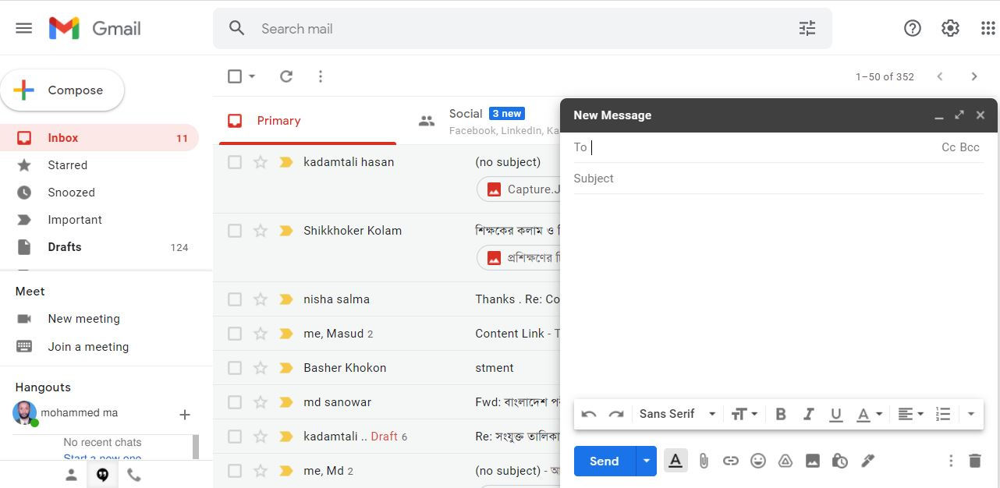 Gmail
Search mail
Compose
1–50 of 352
Primary
Social 3 new
Facebook, LinkedIn, Ka
Inbox 11
Starred
Snoozed
Important
Drafts 124
Meet
New meeting
Join a meeting
Hangouts
mohammed ma
No recent chats
Start a new one
kadamtali hasan (no subject)
Capture.J
Shikkhoker Kolam শিক্ষকের কলাম ও
প্রশিক্ষণের
nisha salma Thanks . Re: Co
me, Masud 2 Content Link - T
Basher Khokon stment
md sanowar Fwd: বাংলাদেশ
kadamtali .. Draft 6 Re: সংযুক্ত তালিকা
me, Md 2 (no subject) -
New Message
To Cc Bcc
Subject
Sans Serif
Send